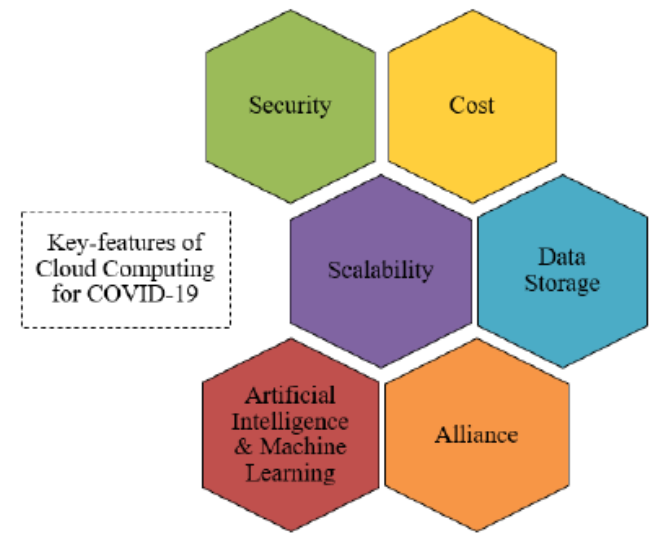 Security
Cost
Key-features of
Cloud Computing
for COVID-19
Scalability
Data
Storage
Artificial
Intelligence
& Machine
Learning
Alliance